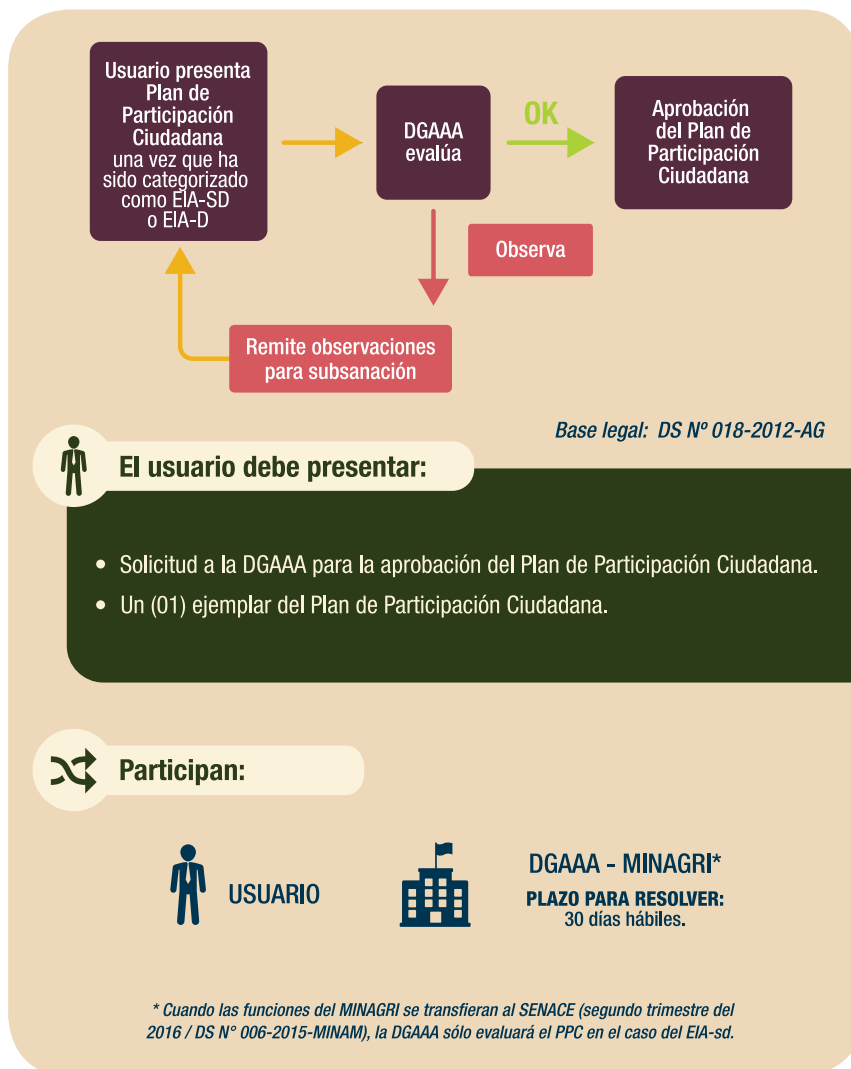 Usuario presenta
Plan de
Participación
Ciudadana
una vez que ha
sido categorizado
como EIA-SD
o EIA-D
DGAAA
evalúa
OK
Aprobación
del Plan de
Participación
Ciudadana
Observa
Remite observaciones
para subsanación
Base legal: DS Nº 018-2012-AG
El usuario debe presentar:
• Solicitud a la DGAAA para la aprobación del Plan de Participación Ciudadana.
• Un (01) ejemplar del Plan de Participación Ciudadana.
Participan:
USUARIO
DGAAA - MINAGRI*
PLAZO PARA RESOLVER:
30 días hábiles.
* Cuando las funciones del MINAGRI se transfieran al SENACE (segundo trimestre del
2016 / DS N° 006-2015-MINAM), la DGAAA sólo evaluará el PPC en el caso del EIA-sd.